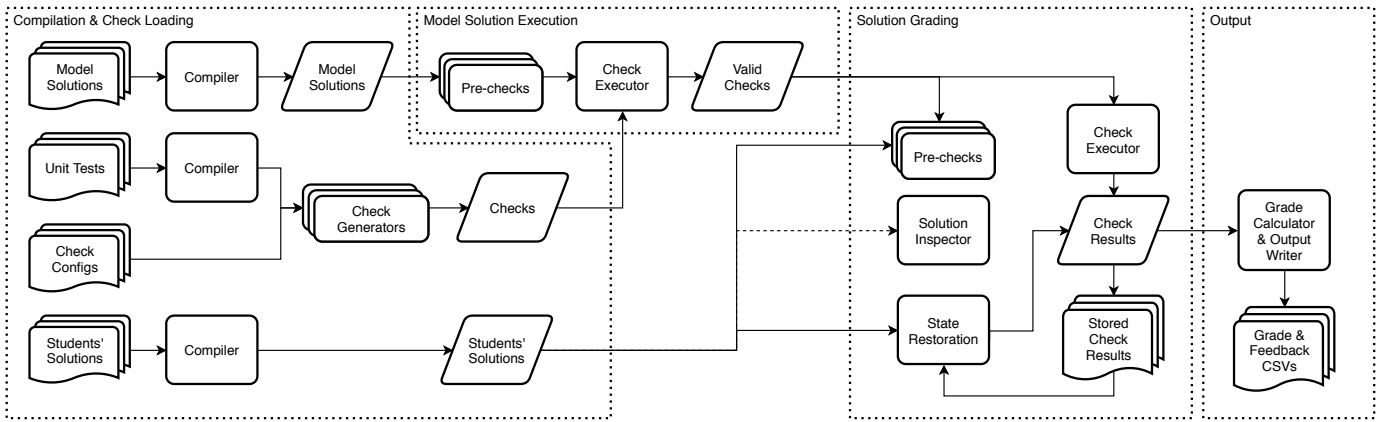 Compilation & Check Loading
Model
Solutions
Compiler
Model
Solutions
Unit Tests
Compiler
Check
Configs
Check
Generators
Checks
Students'
Solutions
Compiler
Students'
Solutions
Model Solution Execution
Pre-checks
Check
Executor
Valid
Checks
Solution Grading
Pre-checks
Check
Executor
Solution
Inspector
Check
Results
State
Restoration
Stored
Check
Results
Output
Grade
Calculator
& Output
Writer
Grade &
Feedback
CSVs